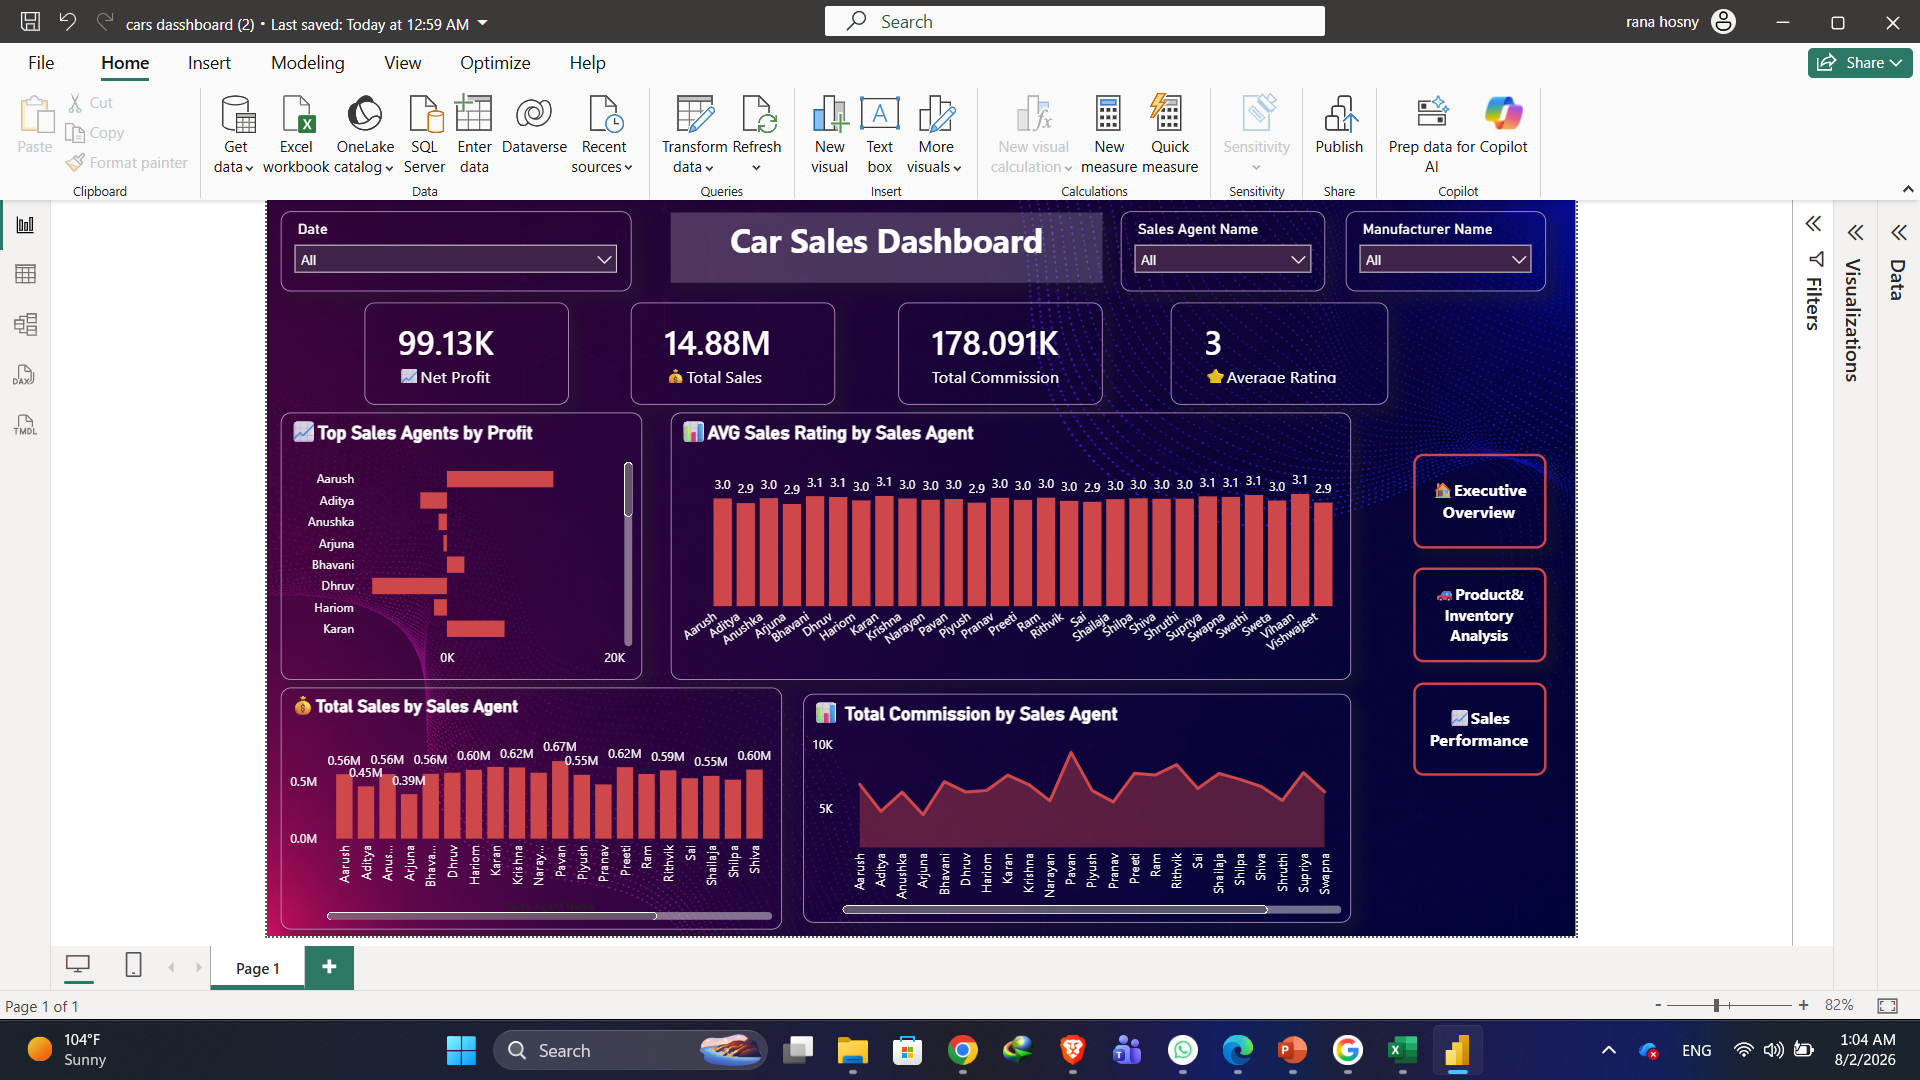 cars dasshboard (2) • Last saved: Today at 12:59 AM
Search
rana hosny
File
Home
Insert
Modeling
View
Optimize
Help
Share
Paste
Cut
Copy
Format painter
Clipboard
Get data
Excel workbook
OneLake catalog
SQL Server
Enter data
Dataverse
Recent sources
Data
Transform data
Refresh
Queries
New visual
Text box
More visuals
Insert
New visual calculation
New measure
Quick measure
Calculations
Sensitivity
Sensitivity
Publish
Share
Prep data for AI
Copilot
Copilot
Date
All
Car Sales Dashboard
Sales Agent Name
All
Manufacturer Name
All
99.13K
📈 Net Profit
14.88M
💰 Total Sales
178.091K
Total Commission
3
⭐ Average Rating
📈 Top Sales Agents by Profit
Aarush
Aditya
Anushka
Arjuna
Bhavani
Dhruv
Hariom
Karan
0K
20K
📊 AVG Sales Rating by Sales Agent
3.0 2.9 3.0 2.9 3.1 3.1 3.0 3.1 3.0 3.0 3.0 2.9 3.0 3.0 3.0 3.0 2.9 3.0 3.0 3.0 3.0 3.1 3.1 3.1 3.0 3.1 2.9
Aarush Aditya Anushka Arjuna Bhavani Dhruv Hariom Karan Krishna Narayan Pavan Piyush Pranav Preeti Ram Rithvik Sai Shailaja Shilpa Shiva Shruthi Supriya Swapna Swathi Sweta Vihaan Vishwajeet
🏠 Executive
Overview
🚗 Product&
Inventory
Analysis
📈 Sales
Performance
💰 Total Sales by Sales Agent
0.5M
0.0M
0.56M 0.45M 0.56M 0.39M 0.56M 0.60M 0.62M 0.67M 0.55M 0.62M 0.59M 0.55M 0.60M
Aarush Aditya Anus... Arjuna Bhava... Dhruv Hariom Karan Krishna Naray... Pavan Piyush Pranav Preeti Ram Rithvik Sai Shailaja Shilpa Shiva
Sales Agent Name
📊 Total Commission by Sales Agent
10K
5K
Aarush Aditya Anushka Arjuna Bhavani Dhruv Hariom Karan Krishna Narayan Pavan Piyush Pranav Preeti Ram Rithvik Sai Shailaja Shilpa Shiva Shruthi Supriya Swapna
Filters
Visualizations
Data
DAX
TMDL
Page 1
Page 1 of 1
82%
104°F
Sunny
Search
ENG
1:04 AM
8/2/2026